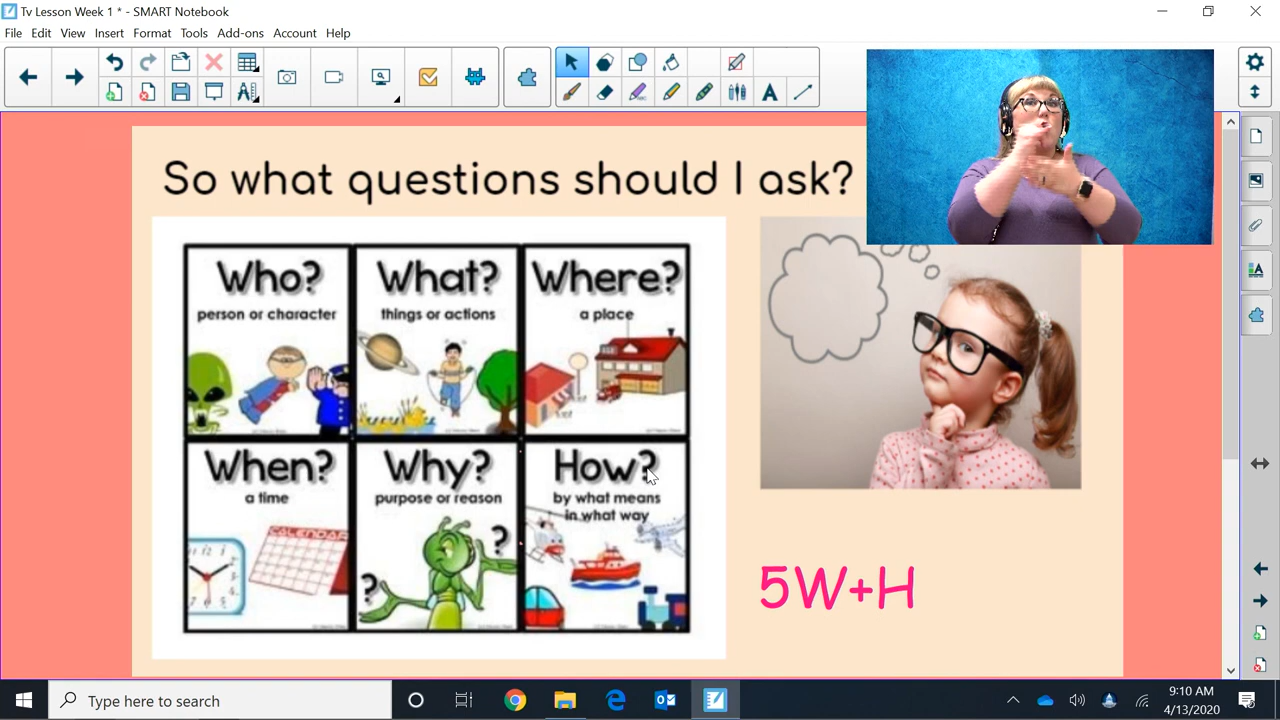 Tv Lesson Week 1 * - SMART Notebook
File Edit View Insert Format Tools Add-ons Account Help
So what questions should I ask?
Who? What? Where?
person or character things or actions a place
When? Why? How?
a time purpose or reason by what means
in what way
CALENDAR
? ?
5W+H
Type here to search
9:10 AM
4/13/2020